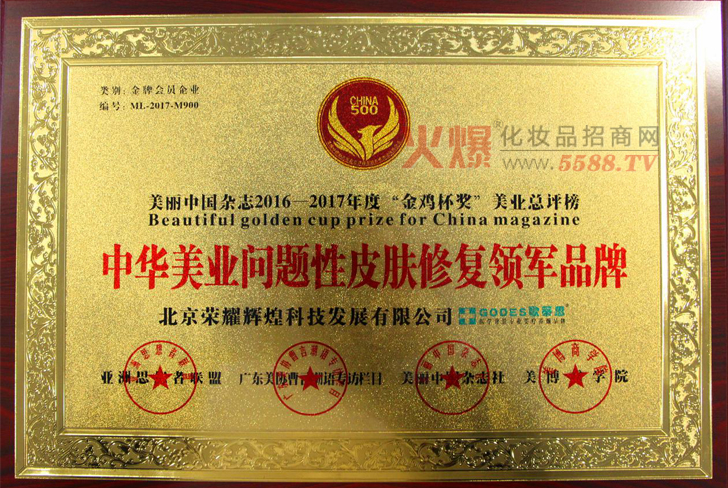 类别：金牌会员企业
编号：ML-2017-M900
CHINA
500
火爆®化妆品招商网
www.5588.TV
美丽中国杂志2016—2017年度“金鸡杯奖”美业总评榜
Beautiful golden cup prize for China magazine
中华美业问题性皮肤修复领军品牌
北京荣耀辉煌科技发展有限公司 GODES歌蒂思®
亚洲思 者联盟 广东美 曹 潮语专访栏目 美丽中 杂志社 美博 学院